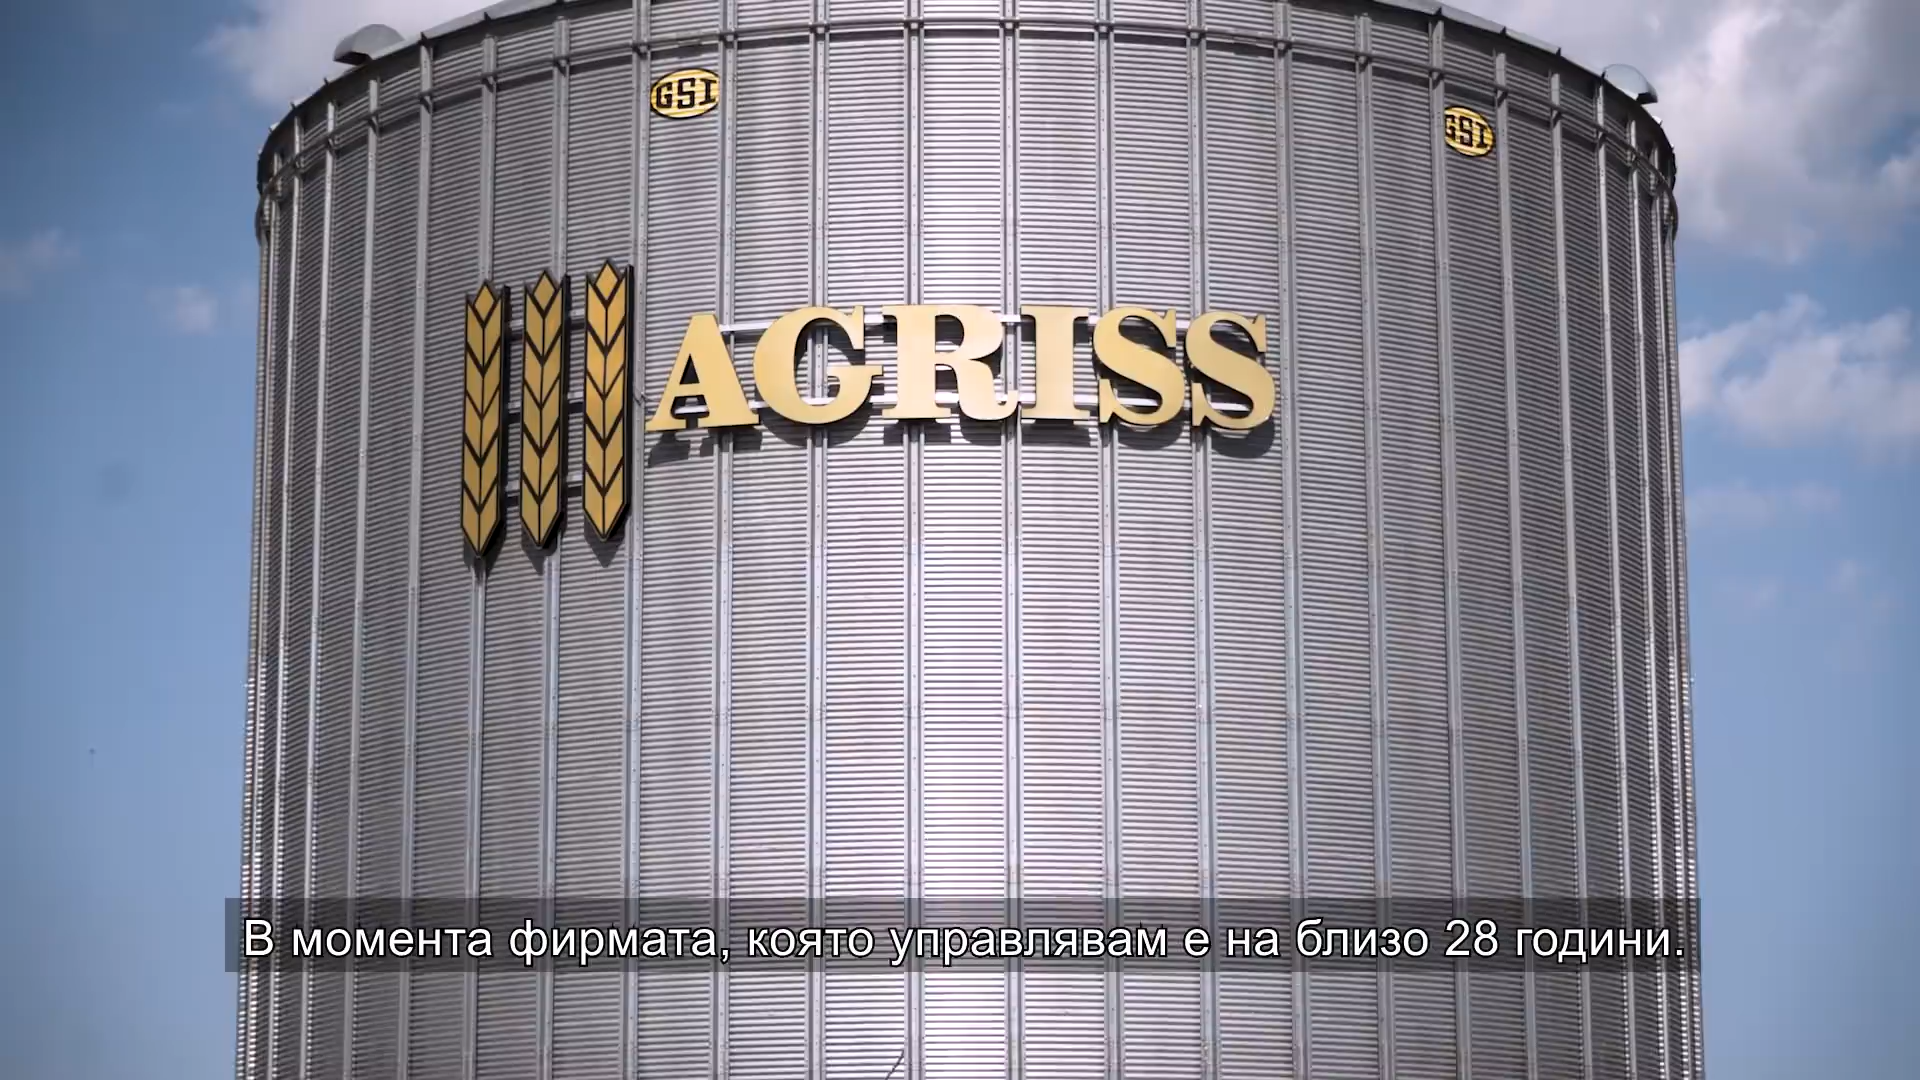 GSI
GSI
AGRISS
В момента фирмата, която управлявам е на близо 28 години.